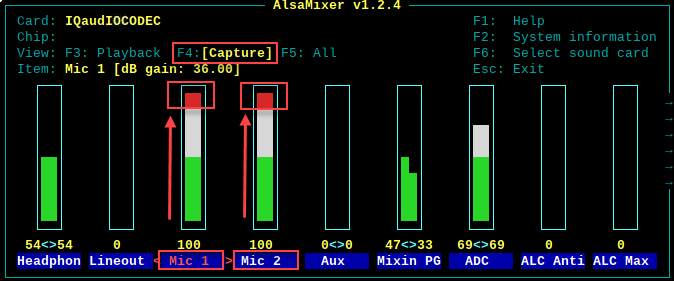 AlsaMixer v1.2.4
Card: IQaudIOCODEC F1: Help
Chip: F2: System information
View: F3: Playback F4:[Capture] F5: All F6: Select sound card
Item: Mic 1 [dB gain: 36.00] Esc: Exit
54<>54 0 100 100 0<>0 47<>33 69<>69 0 0
Headphon Lineout < Mic 1 > Mic 2 Aux Mixin PG ADC ALC Anti ALC Max